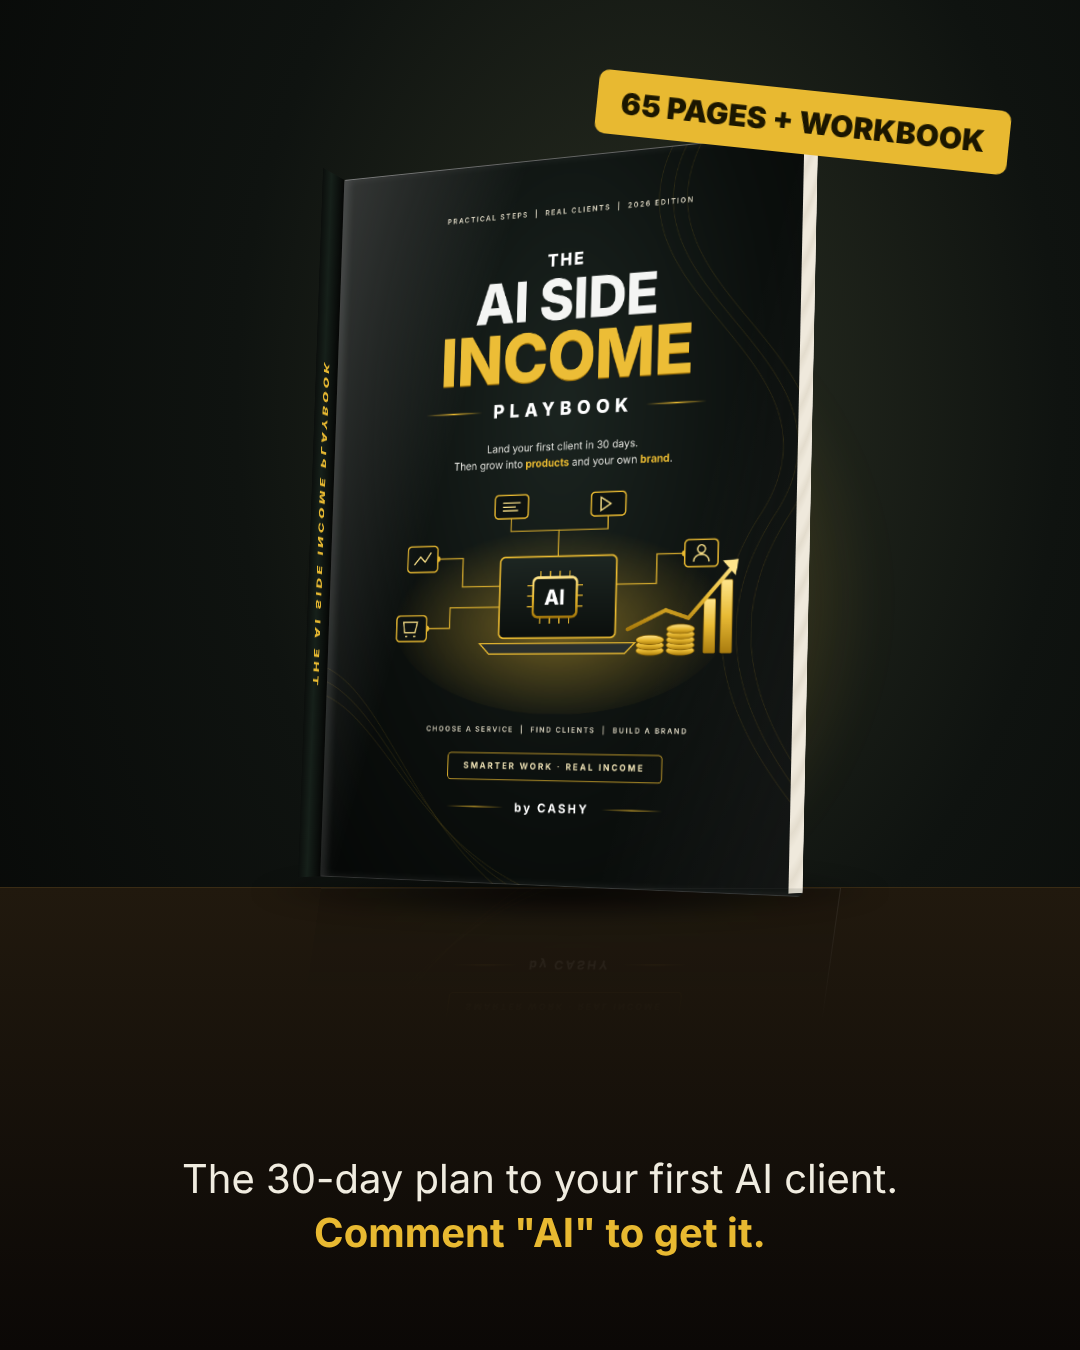 65 PAGES + WORKBOOK
PRACTICAL STEPS | REAL CLIENTS | 2026 EDITION
THE
AI SIDE
INCOME
PLAYBOOK
Land your first client in 30 days.
Then grow into products and your own brand.
AI
THE AI SIDE INCOME PLAYBOOK
CHOOSE A SERVICE | FIND CLIENTS | BUILD A BRAND
SMARTER WORK · REAL INCOME
by CASHY
by CASHY
The 30-day plan to your first AI client.
Comment "AI" to get it.